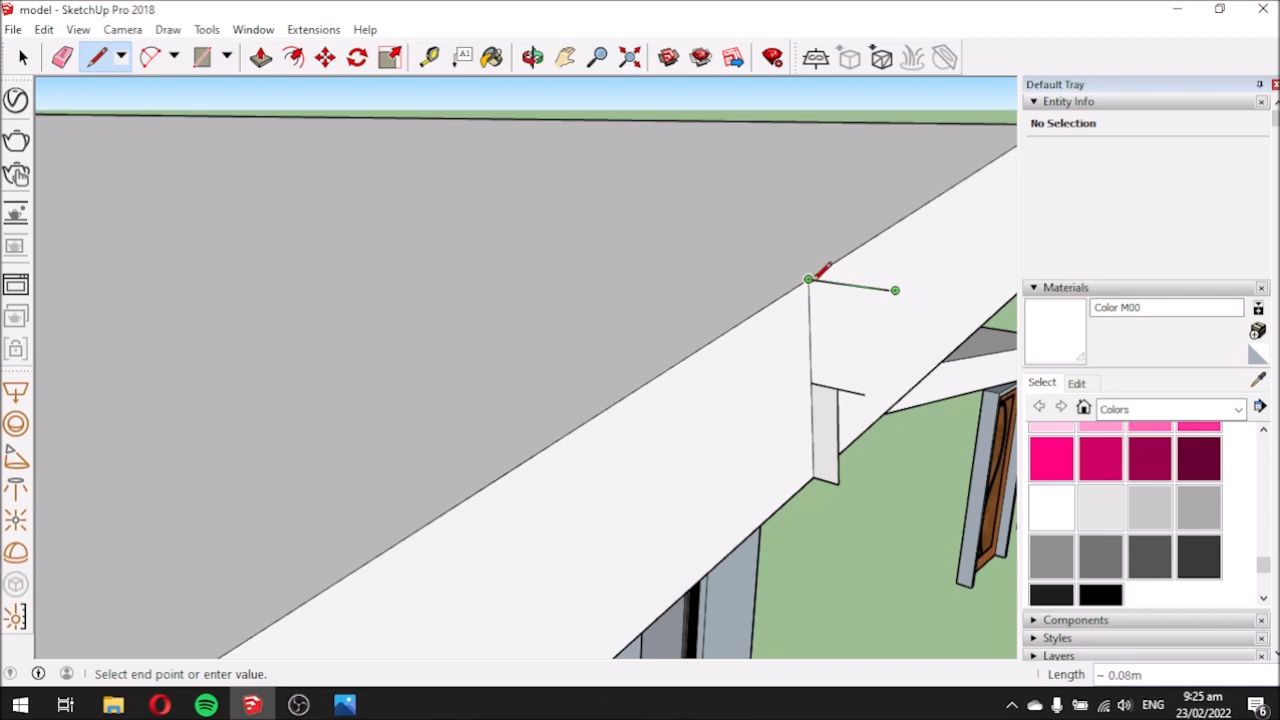 model - SketchUp Pro 2018
File Edit View Camera Draw Tools Window Extensions Help
A1
Default Tray
Entity Info
No Selection
Materials
Color M00
Select Edit
Colors
Components
Styles
Layers
Select end point or enter value.
Length ~ 0.08m
ENG
9:25 am
23/02/2022
6